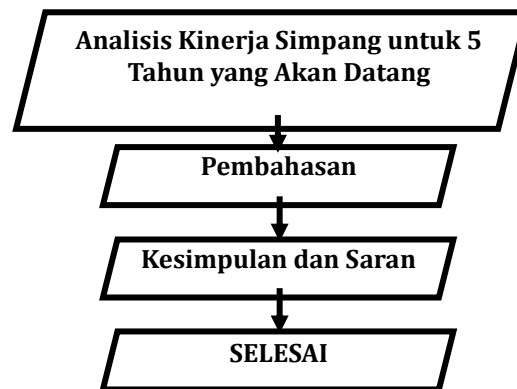 Analisis Kinerja Simpang untuk 5
Tahun yang Akan Datang
Pembahasan
Kesimpulan dan Saran
SELESAI